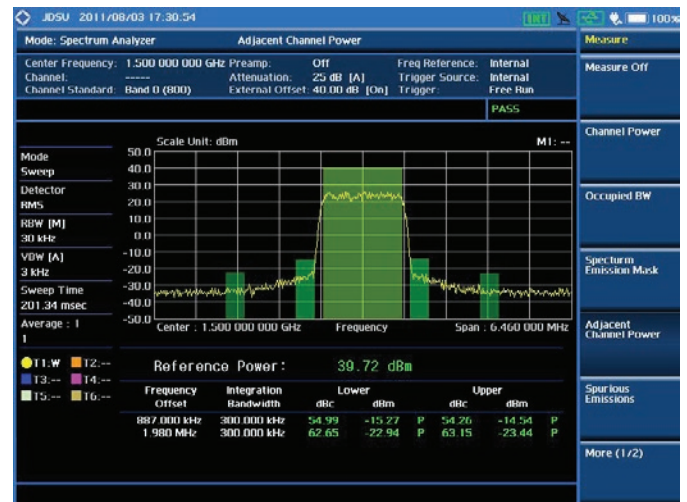 JDSU 2011/08/03 17:30:54 INT 100%
Mode: Spectrum Analyzer Adjacent Channel Power Measure
Center Frequency: 1.500 000 000 GHz Preamp: Off Freq Reference: Internal
Channel: ----- Attenuation: 25 dB [A] Trigger Source: Internal
Channel Standard: Band 0 (800) External Offset: 40.00 dB [On] Trigger: Free Run
Measure Off
PASS
Scale Unit: dBm M1: --
Channel Power
Mode
Sweep
Detector
RMS
RBW [M]
30 kHz
VBW [A]
3 kHz
Sweep Time
201.34 msec
Average : 1
1
50.0
40.0
30.0
20.0
10.0
0.0
-10.0
-20.0
-30.0
-40.0
-50.0
Center : 1.500 000 000 GHz Frequency Span : 6.460 000 MHz
Occupied BW
Specturm
Emission Mask
Adjacent
Channel Power
T1:W T2:--
T3:-- T4:--
T5:-- T6:--
Reference Power: 39.72 dBm
Frequency Integration Lower Upper
Offset Bandwidth dBc dBm dBc dBm
887.000 kHz 300.000 kHz 54.99 -15.27 P 54.26 -14.54 P
1.980 MHz 300.000 kHz 62.65 -22.94 P 63.15 -23.44 P
Spurious
Emissions
More (1/2)